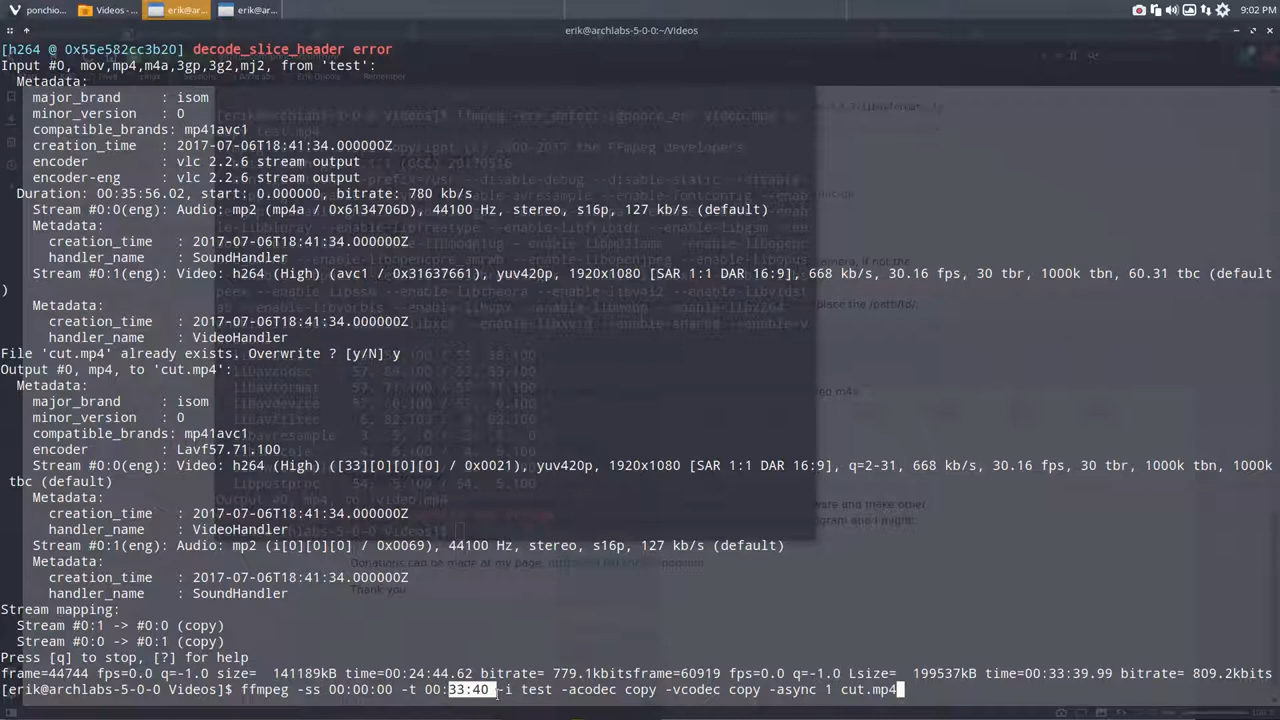 ponchio... Videos -... erik@ar... erik@ar... 9:02 PM
erik@archlabs-5-0-0:~/Videos
[h264 @ 0x55e582cc3b20] decode_slice_header error
Input #0, mov,mp4,m4a,3gp,3g2,mj2, from 'test':
Metadata:
major_brand : isom
minor_version : 0
compatible_brands: mp41avc1
creation_time : 2017-07-06T18:41:34.000000Z
encoder : vlc 2.2.6 stream output
encoder-eng : vlc 2.2.6 stream output
Duration: 00:35:56.02, start: 0.000000, bitrate: 780 kb/s
Stream #0:0(eng): Audio: mp2 (mp4a / 0x6134706D), 44100 Hz, stereo, s16p, 127 kb/s (default)
Metadata:
creation_time : 2017-07-06T18:41:34.000000Z
handler_name : SoundHandler
Stream #0:1(eng): Video: h264 (High) (avc1 / 0x31637661), yuv420p, 1920x1080 [SAR 1:1 DAR 16:9], 668 kb/s, 30.16 fps, 30 tbr, 1000k tbn, 60.31 tbc (default
)
Metadata:
creation_time : 2017-07-06T18:41:34.000000Z
handler_name : VideoHandler
File 'cut.mp4' already exists. Overwrite ? [y/N] y
Output #0, mp4, to 'cut.mp4':
Metadata:
major_brand : isom
minor_version : 0
compatible_brands: mp41avc1
encoder : Lavf57.71.100
Stream #0:0(eng): Video: h264 (High) ([33][0][0][0] / 0x0021), yuv420p, 1920x1080 [SAR 1:1 DAR 16:9], q=2-31, 668 kb/s, 30.16 fps, 30 tbr, 1000k tbn, 1000k
tbc (default)
Metadata:
creation_time : 2017-07-06T18:41:34.000000Z
handler_name : VideoHandler
Stream #0:1(eng): Audio: mp2 (i[0][0][0] / 0x0069), 44100 Hz, stereo, s16p, 127 kb/s (default)
Donations can be made at my page,
Metadata:
creation_time : 2017-07-06T18:41:34.000000Z
Thank you
handler_name : SoundHandler
Stream mapping:
Stream #0:1 -> #0:0 (copy)
Stream #0:0 -> #0:1 (copy)
Press [q] to stop, [?] for help
frame=44744 fps=0.0 q=-1.0 size= 141189kB time=00:24:44.62 bitrate= 779.1kbitsframe=60919 fps=0.0 q=-1.0 Lsize= 199537kB time=00:33:39.99 bitrate= 809.2kbits
[erik@archlabs-5-0-0 Videos]$ ffmpeg -ss 00:00:00 -t 00:33:40 -i test -acodec copy -vcodec copy -async 1 cut.mp4